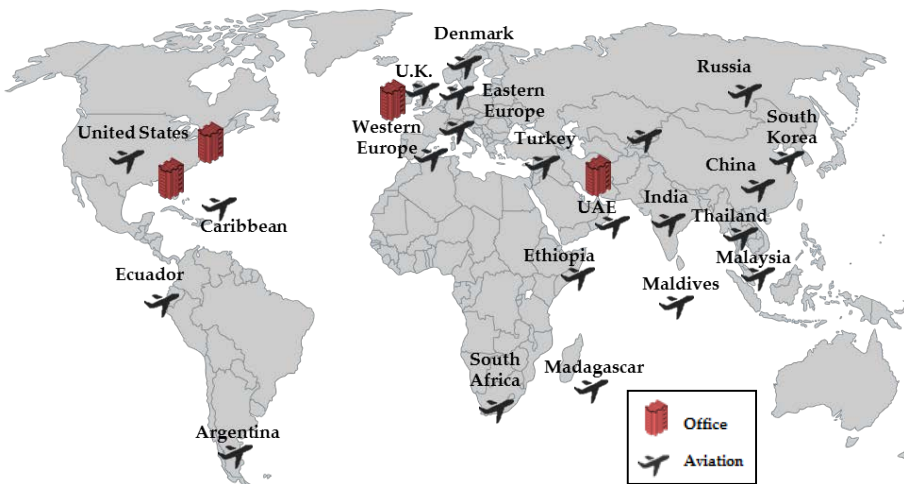 Denmark
U.K.
Russia
Eastern
Europe
United States
Western
Europe
Turkey
South
Korea
China
Caribbean
UAE
India
Thailand
Ecuador
Ethiopia
Maldives
Malaysia
South
Africa
Madagascar
Argentina
Office
Aviation